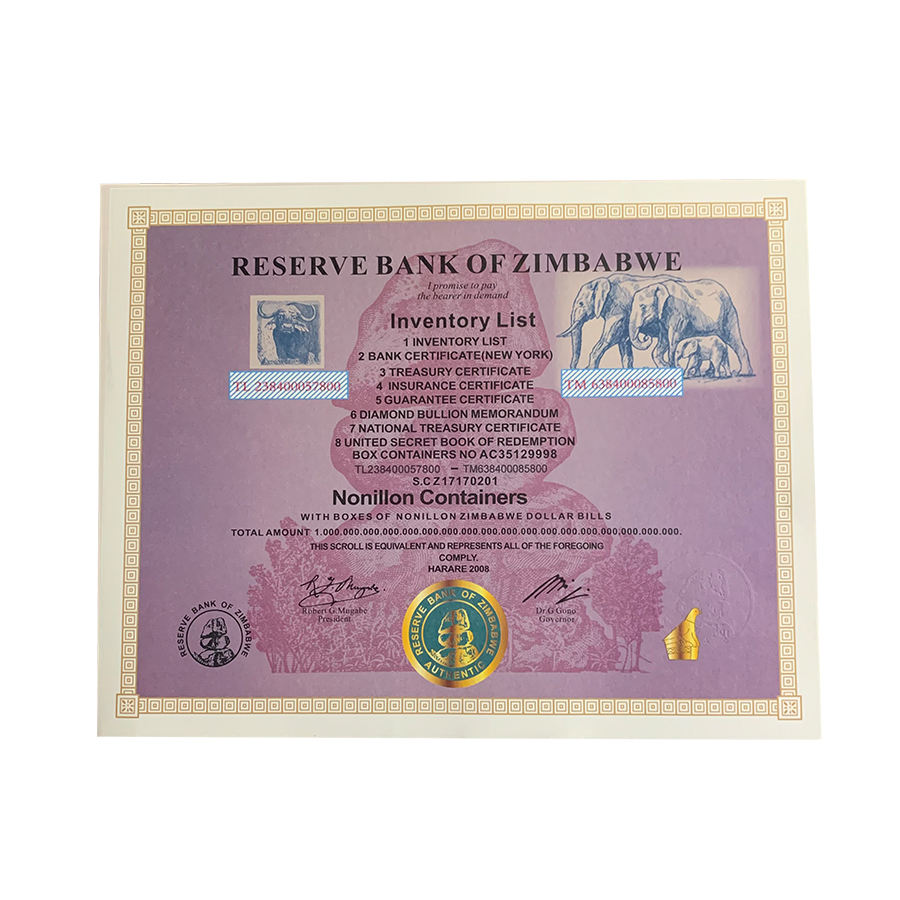 RESERVE BANK OF ZIMBABWE
I promise to pay
the bearer in demand
Inventory List
1 INVENTORY LIST
2 BANK CERTIFICATE(NEW YORK)
3 TREASURY CERTIFICATE
4 INSURANCE CERTIFICATE
5 GUARANTEE CERTIFICATE
6 DIAMOND BULLION MEMORANDUM
7 NATIONAL TREASURY CERTIFICATE
8 UNITED SECRET BOOK OF REDEMPTION
BOX CONTAINERS NO AC35129998
TL 238400057800
TM 638400085800
TL238400057800 – TM638400085800
S.C Z17170201
Nonillon Containers
WITH BOXES OF NONILLON ZIMBABWE DOLLAR BILLS
TOTAL AMOUNT 1.000.000.000.000.000.000.000.000.000.000.000.000.000.000.000.000.000.000.
THIS SCROLL IS EQUIVALENT AND REPRESENTS ALL OF THE FOREGOING
COMPLY.
HARARE 2008
Robert G.Mugabe
President
Dr.G Gono
Governor
RESERVE BANK OF ZIMBABWE
RESERVE BANK OF ZIMBABWE
AUTHENTIC